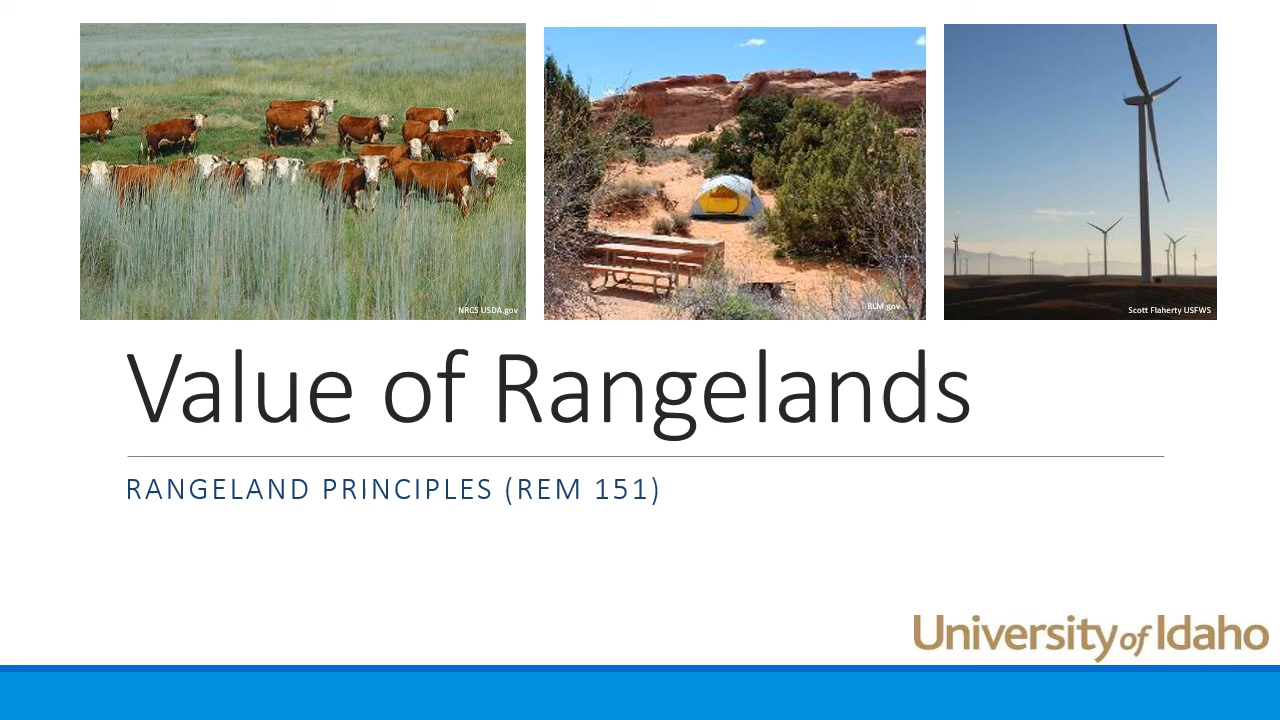 NRCS USDA.gov
BLM.gov
Scott Flaherty USFWS
Value of Rangelands
RANGELAND PRINCIPLES (REM 151)
University of Idaho